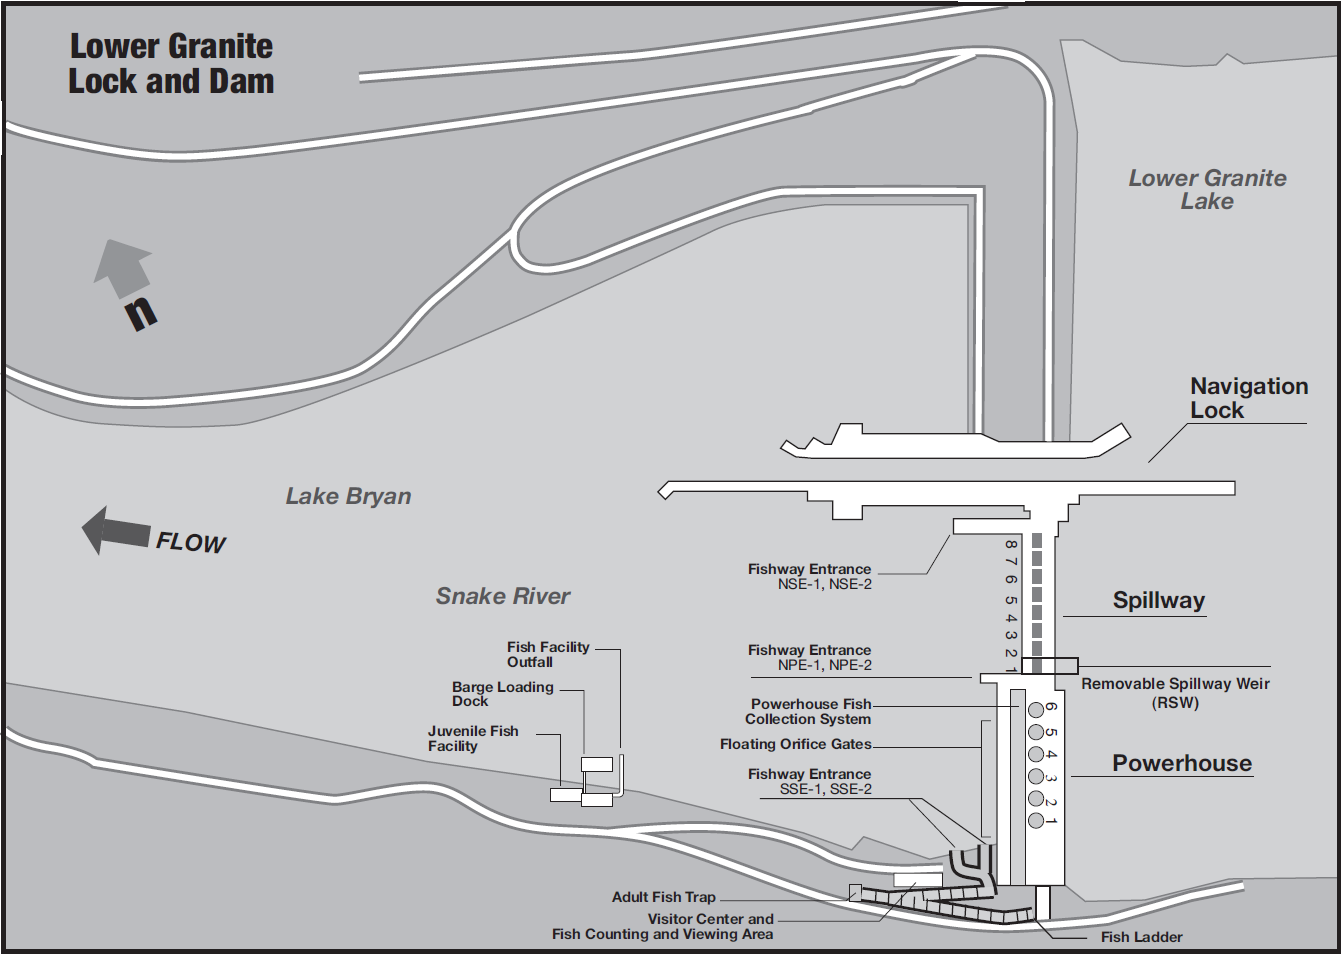 Lower Granite
Lock and Dam
Lower Granite
Lake
n
Navigation
Lock
Lake Bryan
FLOW
Fishway Entrance
NSE-1, NSE-2
8
7
6
5
4
3
2
1
Spillway
Snake River
Fish Facility
Outfall
Fishway Entrance
NPE-1, NPE-2
Removable Spillway Weir
(RSW)
Barge Loading
Dock
Powerhouse Fish
Collection System
Juvenile Fish
Facility
Floating Orifice Gates
6
5
4
3
2
1
Powerhouse
Fishway Entrance
SSE-1, SSE-2
Adult Fish Trap
Visitor Center and
Fish Counting and Viewing Area
Fish Ladder